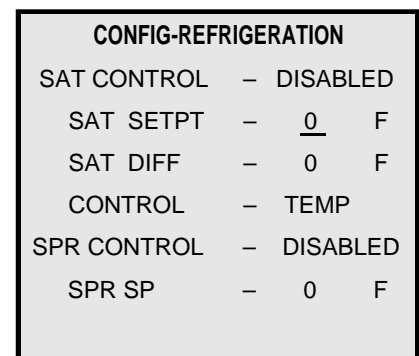 CONFIG-REFRIGERATION
SAT CONTROL – DISABLED
SAT SETPT – 0 F
SAT DIFF – 0 F
CONTROL – TEMP
SPR CONTROL – DISABLED
SPR SP – 0 F